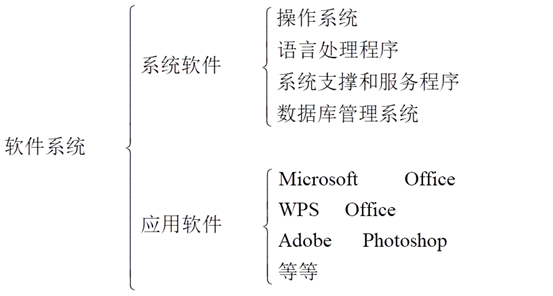 软件系统
系统软件
操作系统
语言处理程序
系统支撑和服务程序
数据库管理系统
应用软件
Microsoft Office
WPS Office
Adobe Photoshop
等等